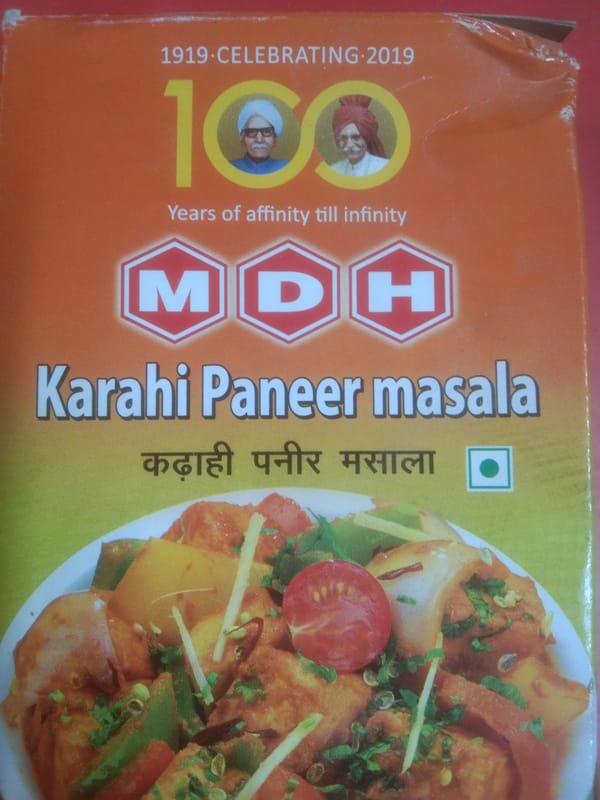 1919·CELEBRATING·2019
100
Years of affinity till infinity
MDH
Karahi Paneer masala
कढ़ाही पनीर मसाला